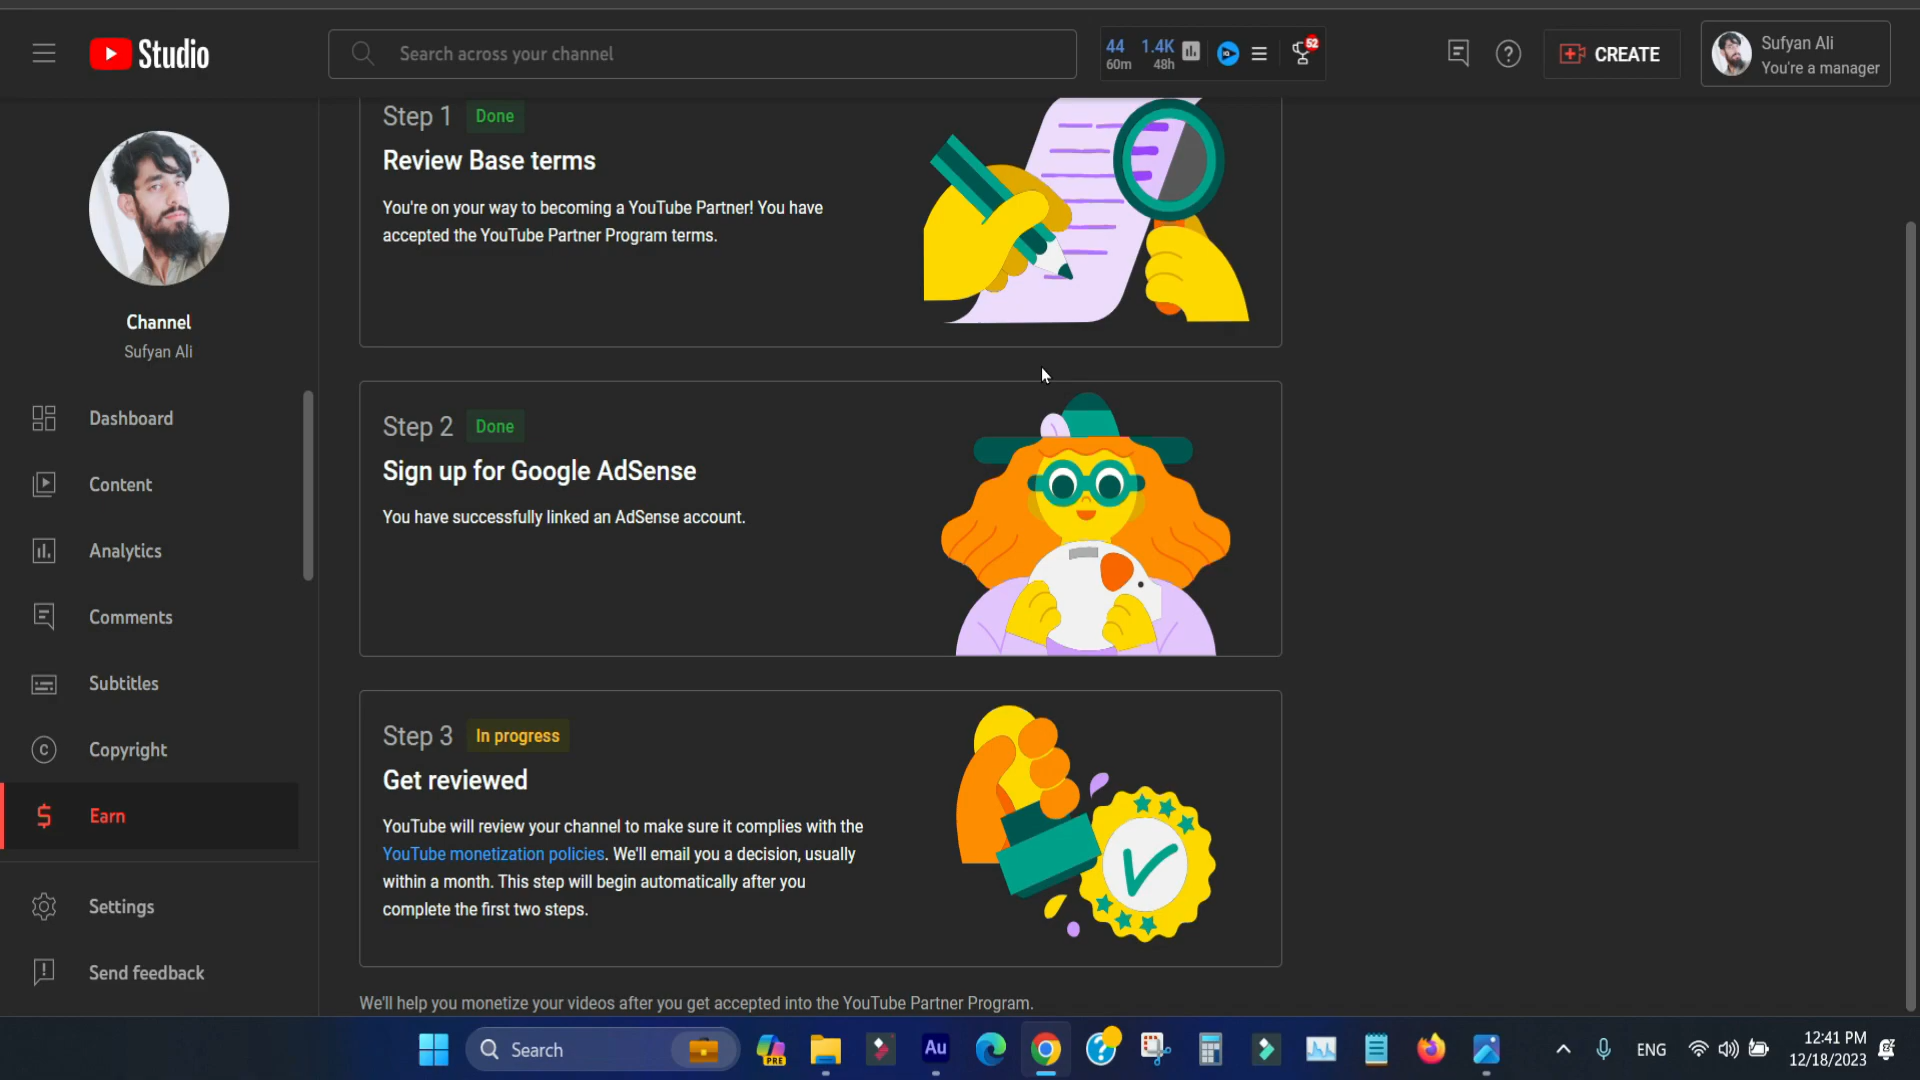 Studio
Search across your channel
44
60m
1.4K
48h
52
CREATE
Sufyan Ali
You're a manager
Channel
Sufyan Ali
Dashboard
Content
Analytics
Comments
Subtitles
Copyright
Earn
Settings
Send feedback
Step 1 Done
Review Base terms
You're on your way to becoming a YouTube Partner! You have
accepted the YouTube Partner Program terms.
Step 2 Done
Sign up for Google AdSense
You have successfully linked an AdSense account.
Step 3 In progress
Get reviewed
YouTube will review your channel to make sure it complies with the
YouTube monetization policies. We'll email you a decision, usually
within a month. This step will begin automatically after you
complete the first two steps.
We'll help you monetize your videos after you get accepted into the YouTube Partner Program.
Search
PRE
Au
ENG
12:41 PM
12/18/2023